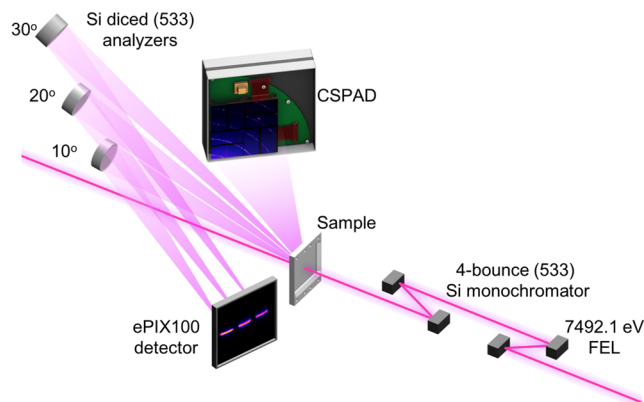 30°
Si diced (533)
analyzers
20°
10°
CSPAD
Sample
4-bounce (533)
Si monochromator
7492.1 eV
FEL
ePIX100
detector